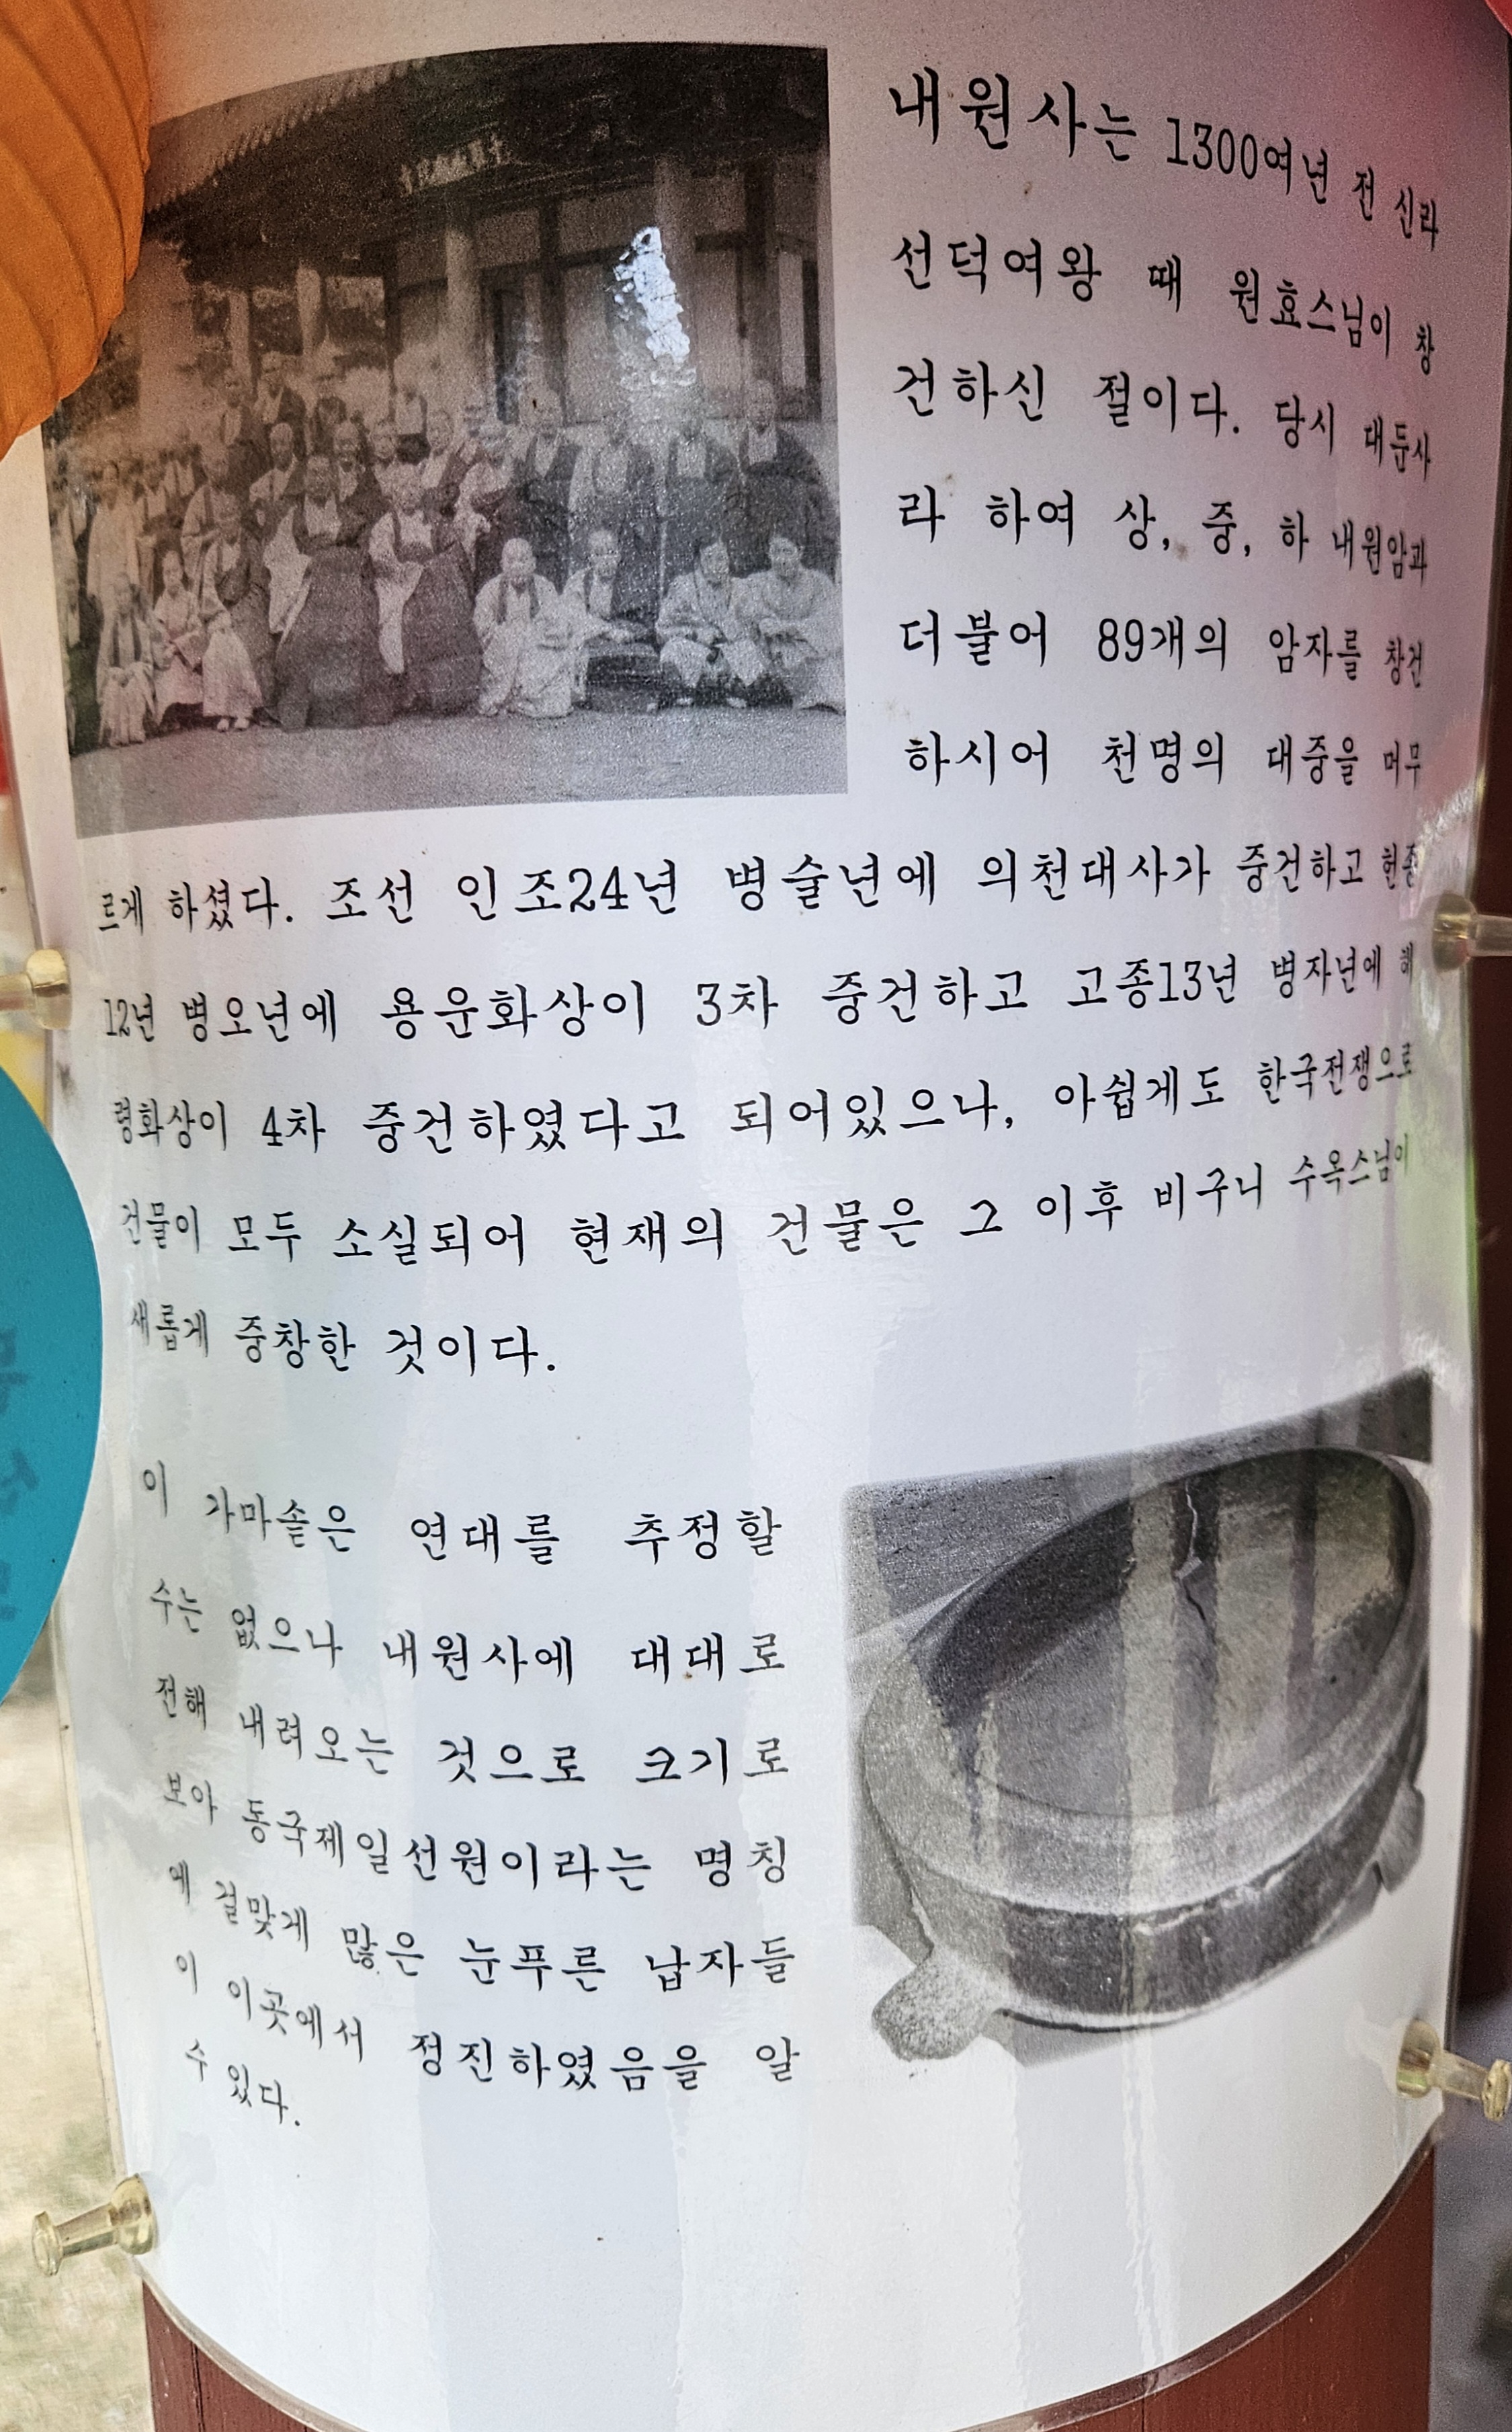 내원사는 1300여년 전 신라
선덕여왕 때 원효스님이 창
건하신 절이다. 당시 대둔사
라 하여 상, 중, 하 내원암과
더불어 89개의 암자를 창건
하시어 천명의 대중을 머무
르게 하셨다. 조선 인조24년 병술년에 의천대사가 중건하고 헌종
12년 병오년에 용운화상이 3차 중건하고 고종13년 병자년에 해
령화상이 4차 중건하였다고 되어있으나, 아쉽게도 한국전쟁으로
건물이 모두 소실되어 현재의 건물은 그 이후 비구니 수옥스님이
새롭게 중창한 것이다.
이 가마솥은 연대를 추정할
수는 없으나 내원사에 대대로
전해 내려오는 것으로 크기로
보아 동국제일선원이라는 명칭
에 걸맞게 많은 눈푸른 납자들
이 이곳에서 정진하였음을 알
수 있다.